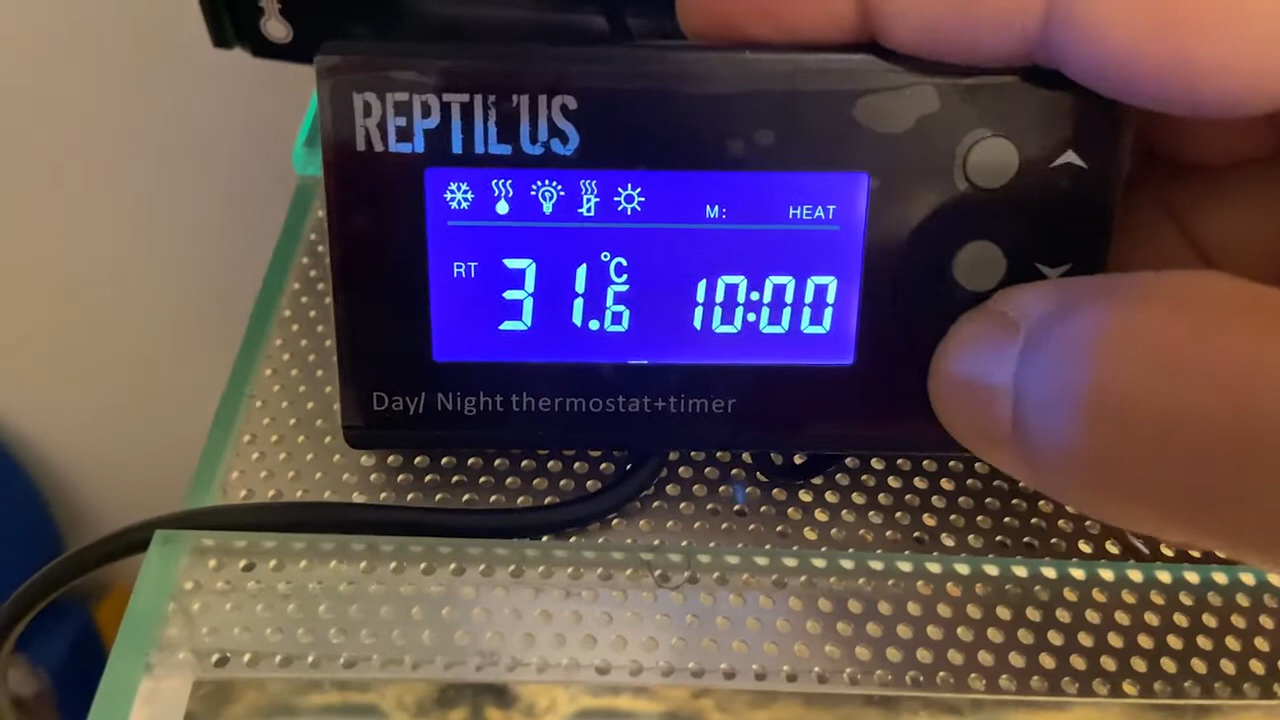 REPTIL'US
M: HEAT
RT 31.6 °C 10:00
Day/ Night thermostat+timer